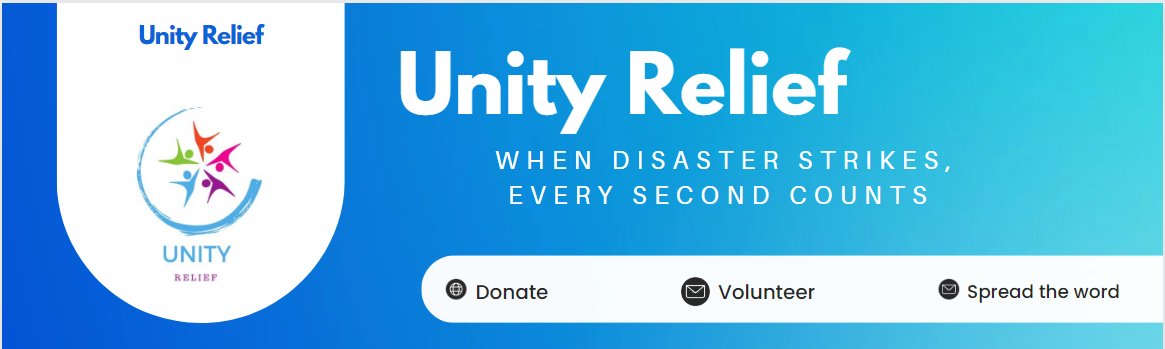 Unity Relief
UNITY
RELIEF
Unity Relief
WHEN DISASTER STRIKES,
EVERY SECOND COUNTS
Donate
Volunteer
Spread the word